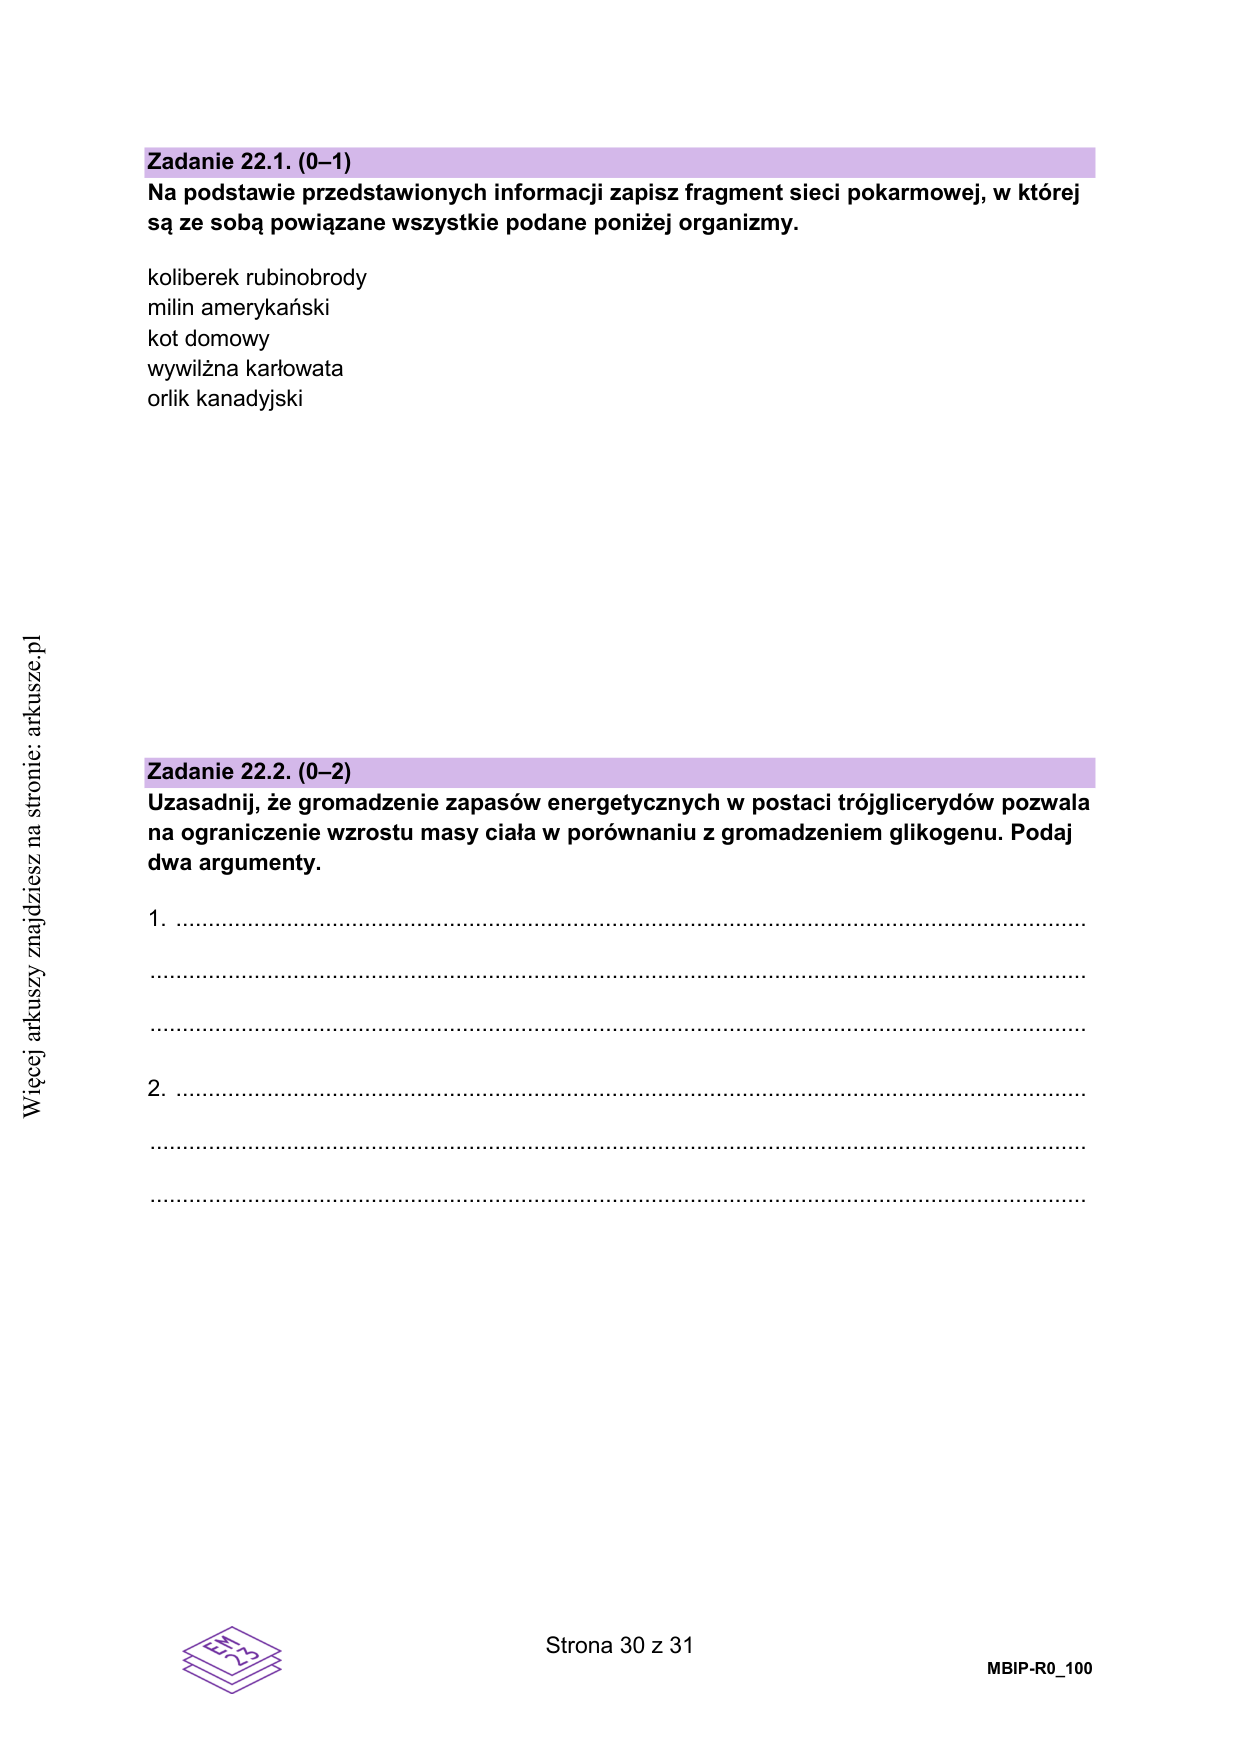 Zadanie 22.1. (0–1)
Na podstawie przedstawionych informacji zapisz fragment sieci pokarmowej, w której
są ze sobą powiązane wszystkie podane poniżej organizmy.
koliberek rubinobrody
milin amerykański
kot domowy
wywilżna karłowata
orlik kanadyjski
Zadanie 22.2. (0–2)
Uzasadnij, że gromadzenie zapasów energetycznych w postaci trójglicerydów pozwala
na ograniczenie wzrostu masy ciała w porównaniu z gromadzeniem glikogenu. Podaj
dwa argumenty.
1. ....................................................................................................
....................................................................................................
....................................................................................................
2. ....................................................................................................
....................................................................................................
....................................................................................................
Więcej arkuszy znajdziesz na stronie: arkusze.pl
EM
23
Strona 30 z 31
MBIP-R0_100